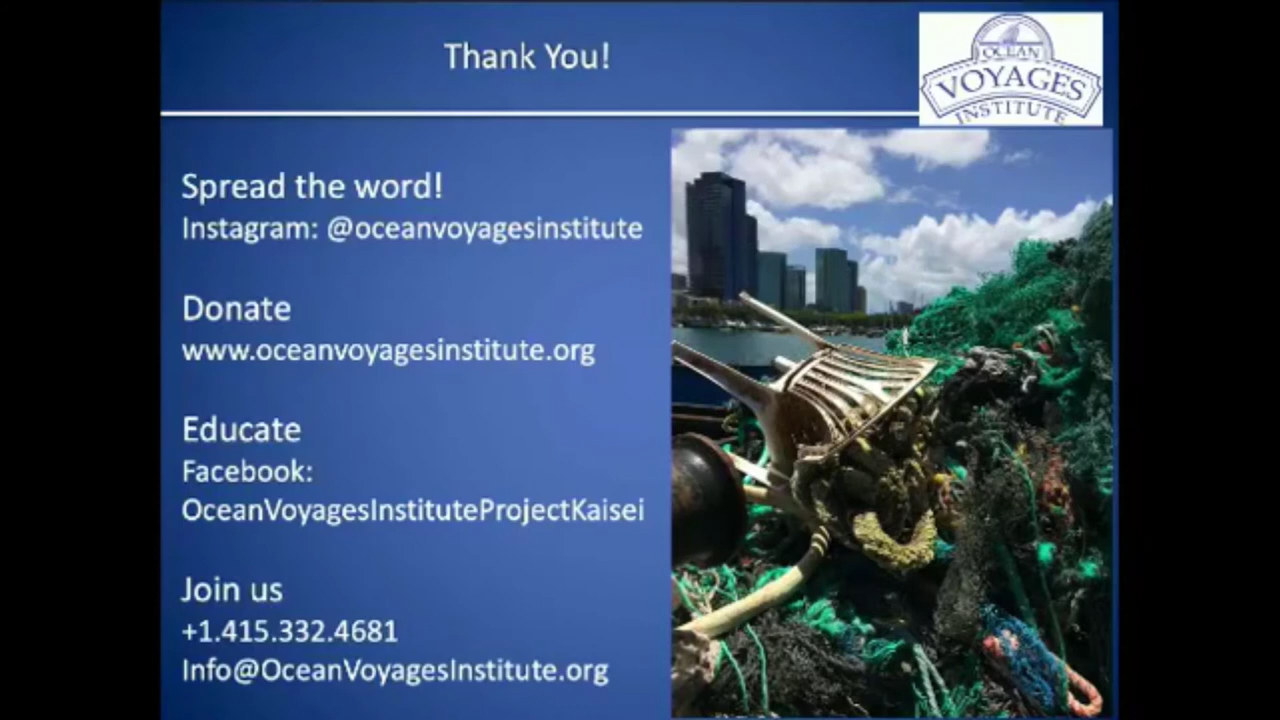 Thank You!
OCEAN
VOYAGES
INSTITUTE
Spread the word!
Instagram: @oceanvoyagesinstitute
Donate
www.oceanvoyagesinstitute.org
Educate
Facebook:
OceanVoyagesInstituteProjectKaisei
Join us
+1.415.332.4681
Info@OceanVoyagesInstitute.org